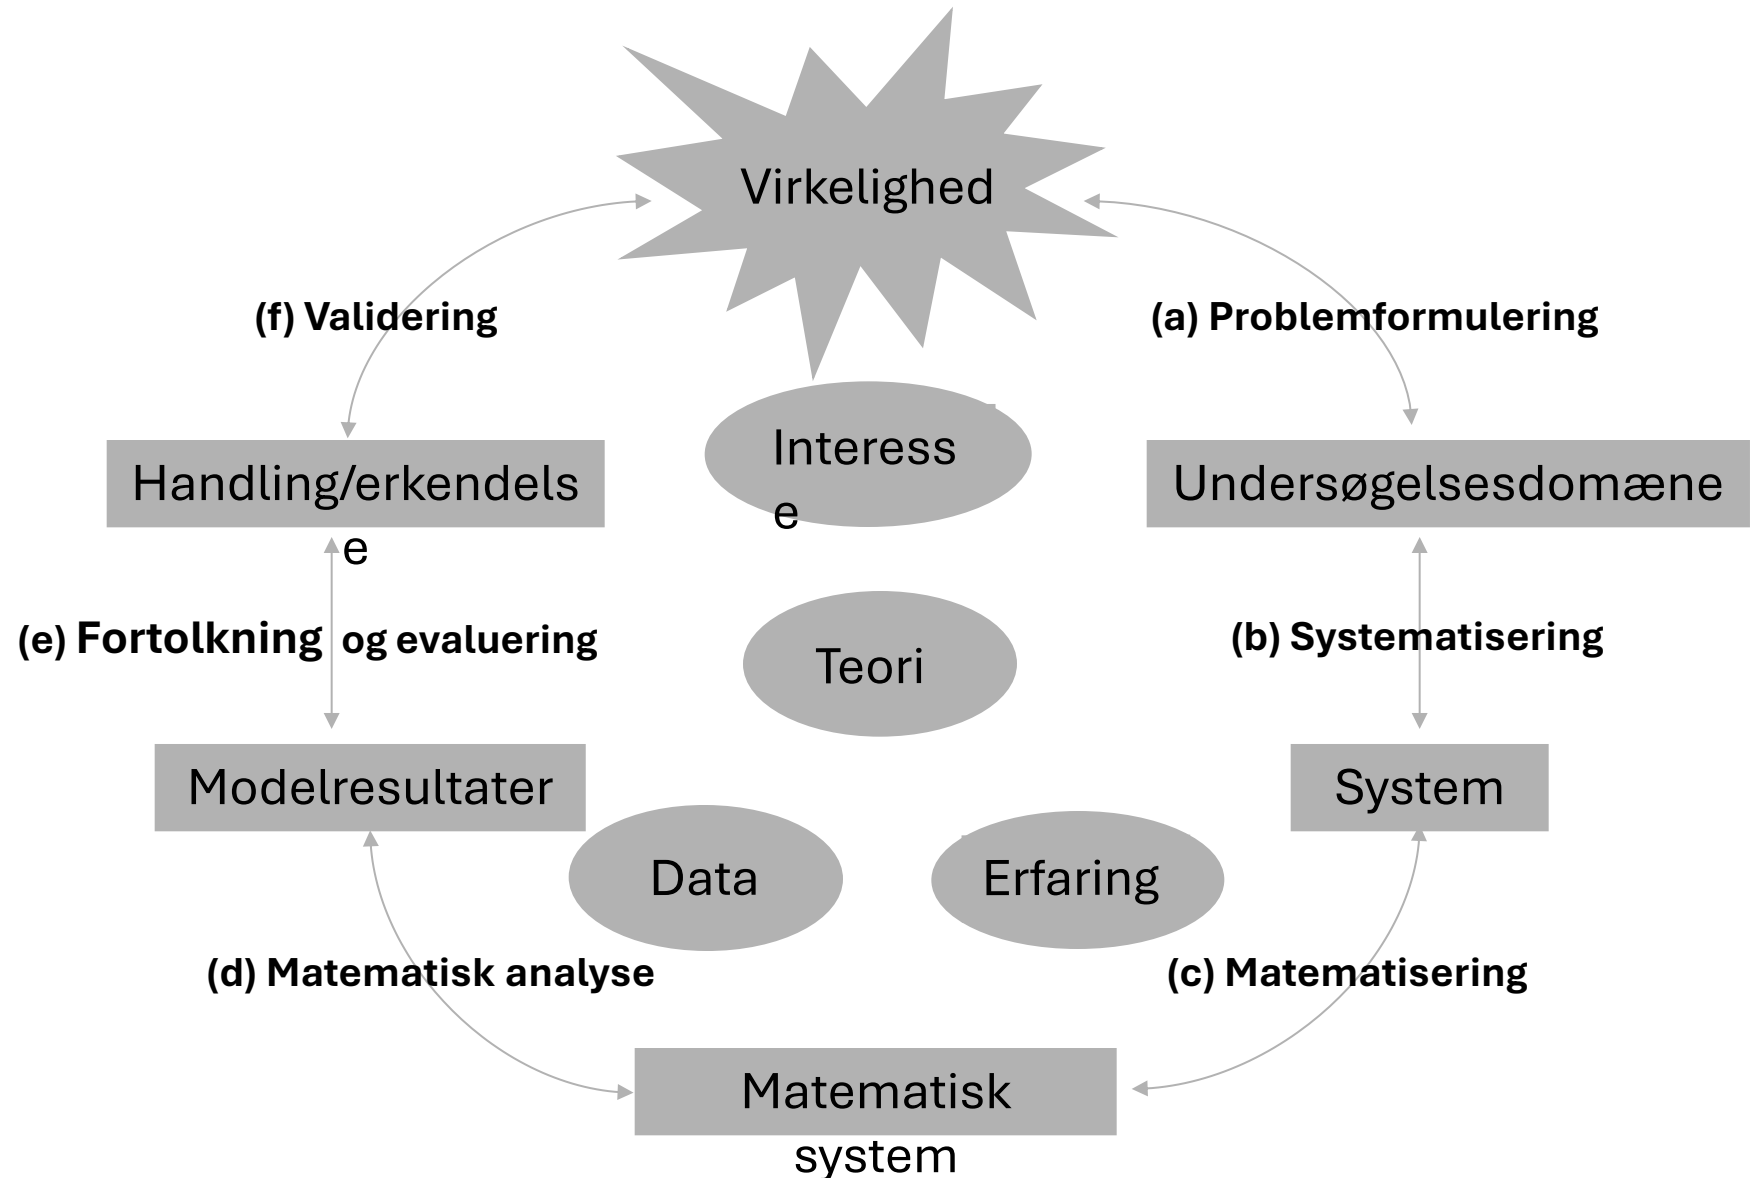 Virkelighed
(f) Validering
(a) Problemformulering
Interess
e
Handling/erkendels
e
Undersøgelsesdomæne
(e) Fortolkning og evaluering
Teori
(b) Systematisering
Modelresultater
System
Data
Erfaring
(d) Matematisk analyse
(c) Matematisering
Matematisk
system